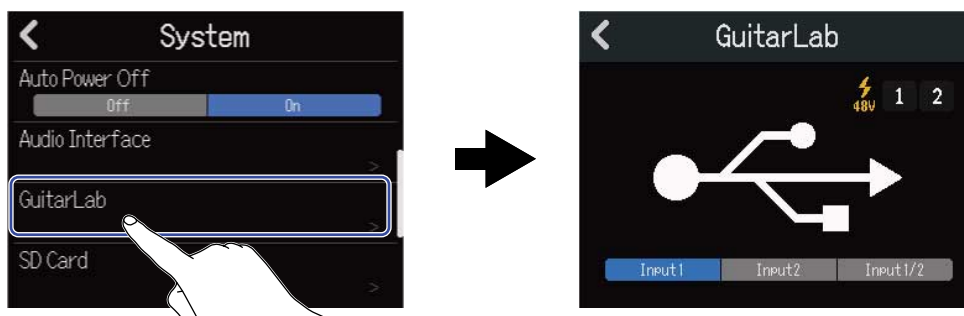 System
Auto Power Off
Off On
Audio Interface
>
GuitarLab
>
SD Card
>
GuitarLab
48V 1 2
Input1 Input2 Input1/2